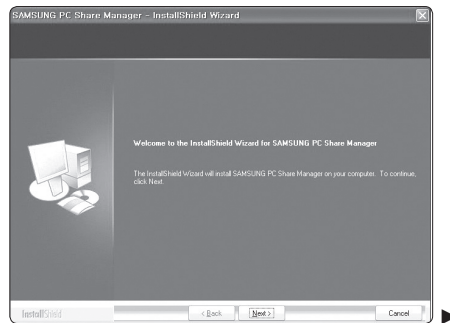 SAMSUNG PC Share Manager - InstallShield Wizard
Welcome to the InstallShield Wizard for SAMSUNG PC Share Manager
The InstallShield Wizard will install SAMSUNG PC Share Manager on your computer. To continue,
click Next.
InstallShield
< Back
Next >
Cancel